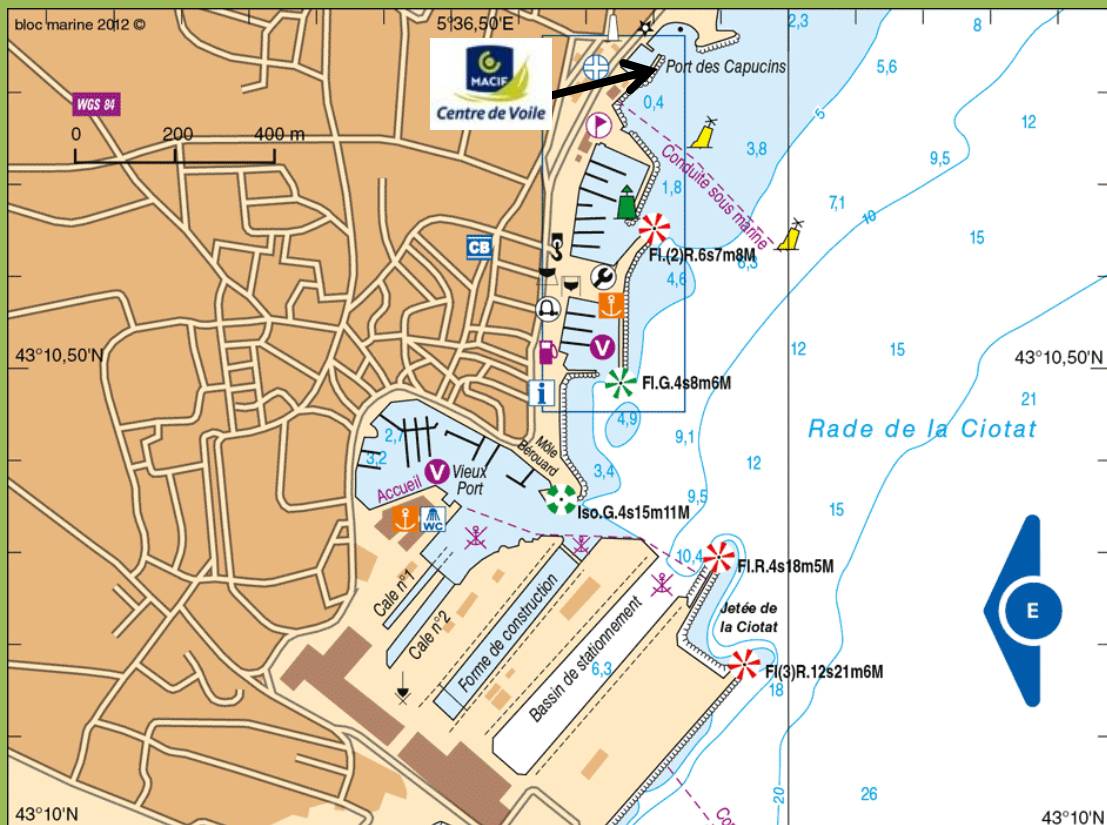 bloc marine 2012 ©
5°36,50'E
2,3
8
MACIF
Centre de Voile
Port des Capucins
5,6
WGS 84
0 200 400 m
0,4
5
12
3,8
9,5
Conduite sous marine
1,8
7,1
10
15
CB
Fl.(2)R.6s7m8M
6,3
4,6
43°10,50'N
V
12
15
43°10,50'N
i
Fl.G.4s8m6M
21
4,9
Rade de la Ciotat
2,7
9,1
3,2
Môle
Bérouard
3,4
12
V
Vieux
Port
Accueil
9,5
15
WC
Iso.G.4s15m11M
10,4
Fl.R.4s18m5M
Cale n°1
Cale n°2
Forme de construction
Bassin de stationnement
6,3
Jetée de
la Ciotat
E
Fl(3)R.12s21m6M
18
20
26
43°10'N
43°10'N